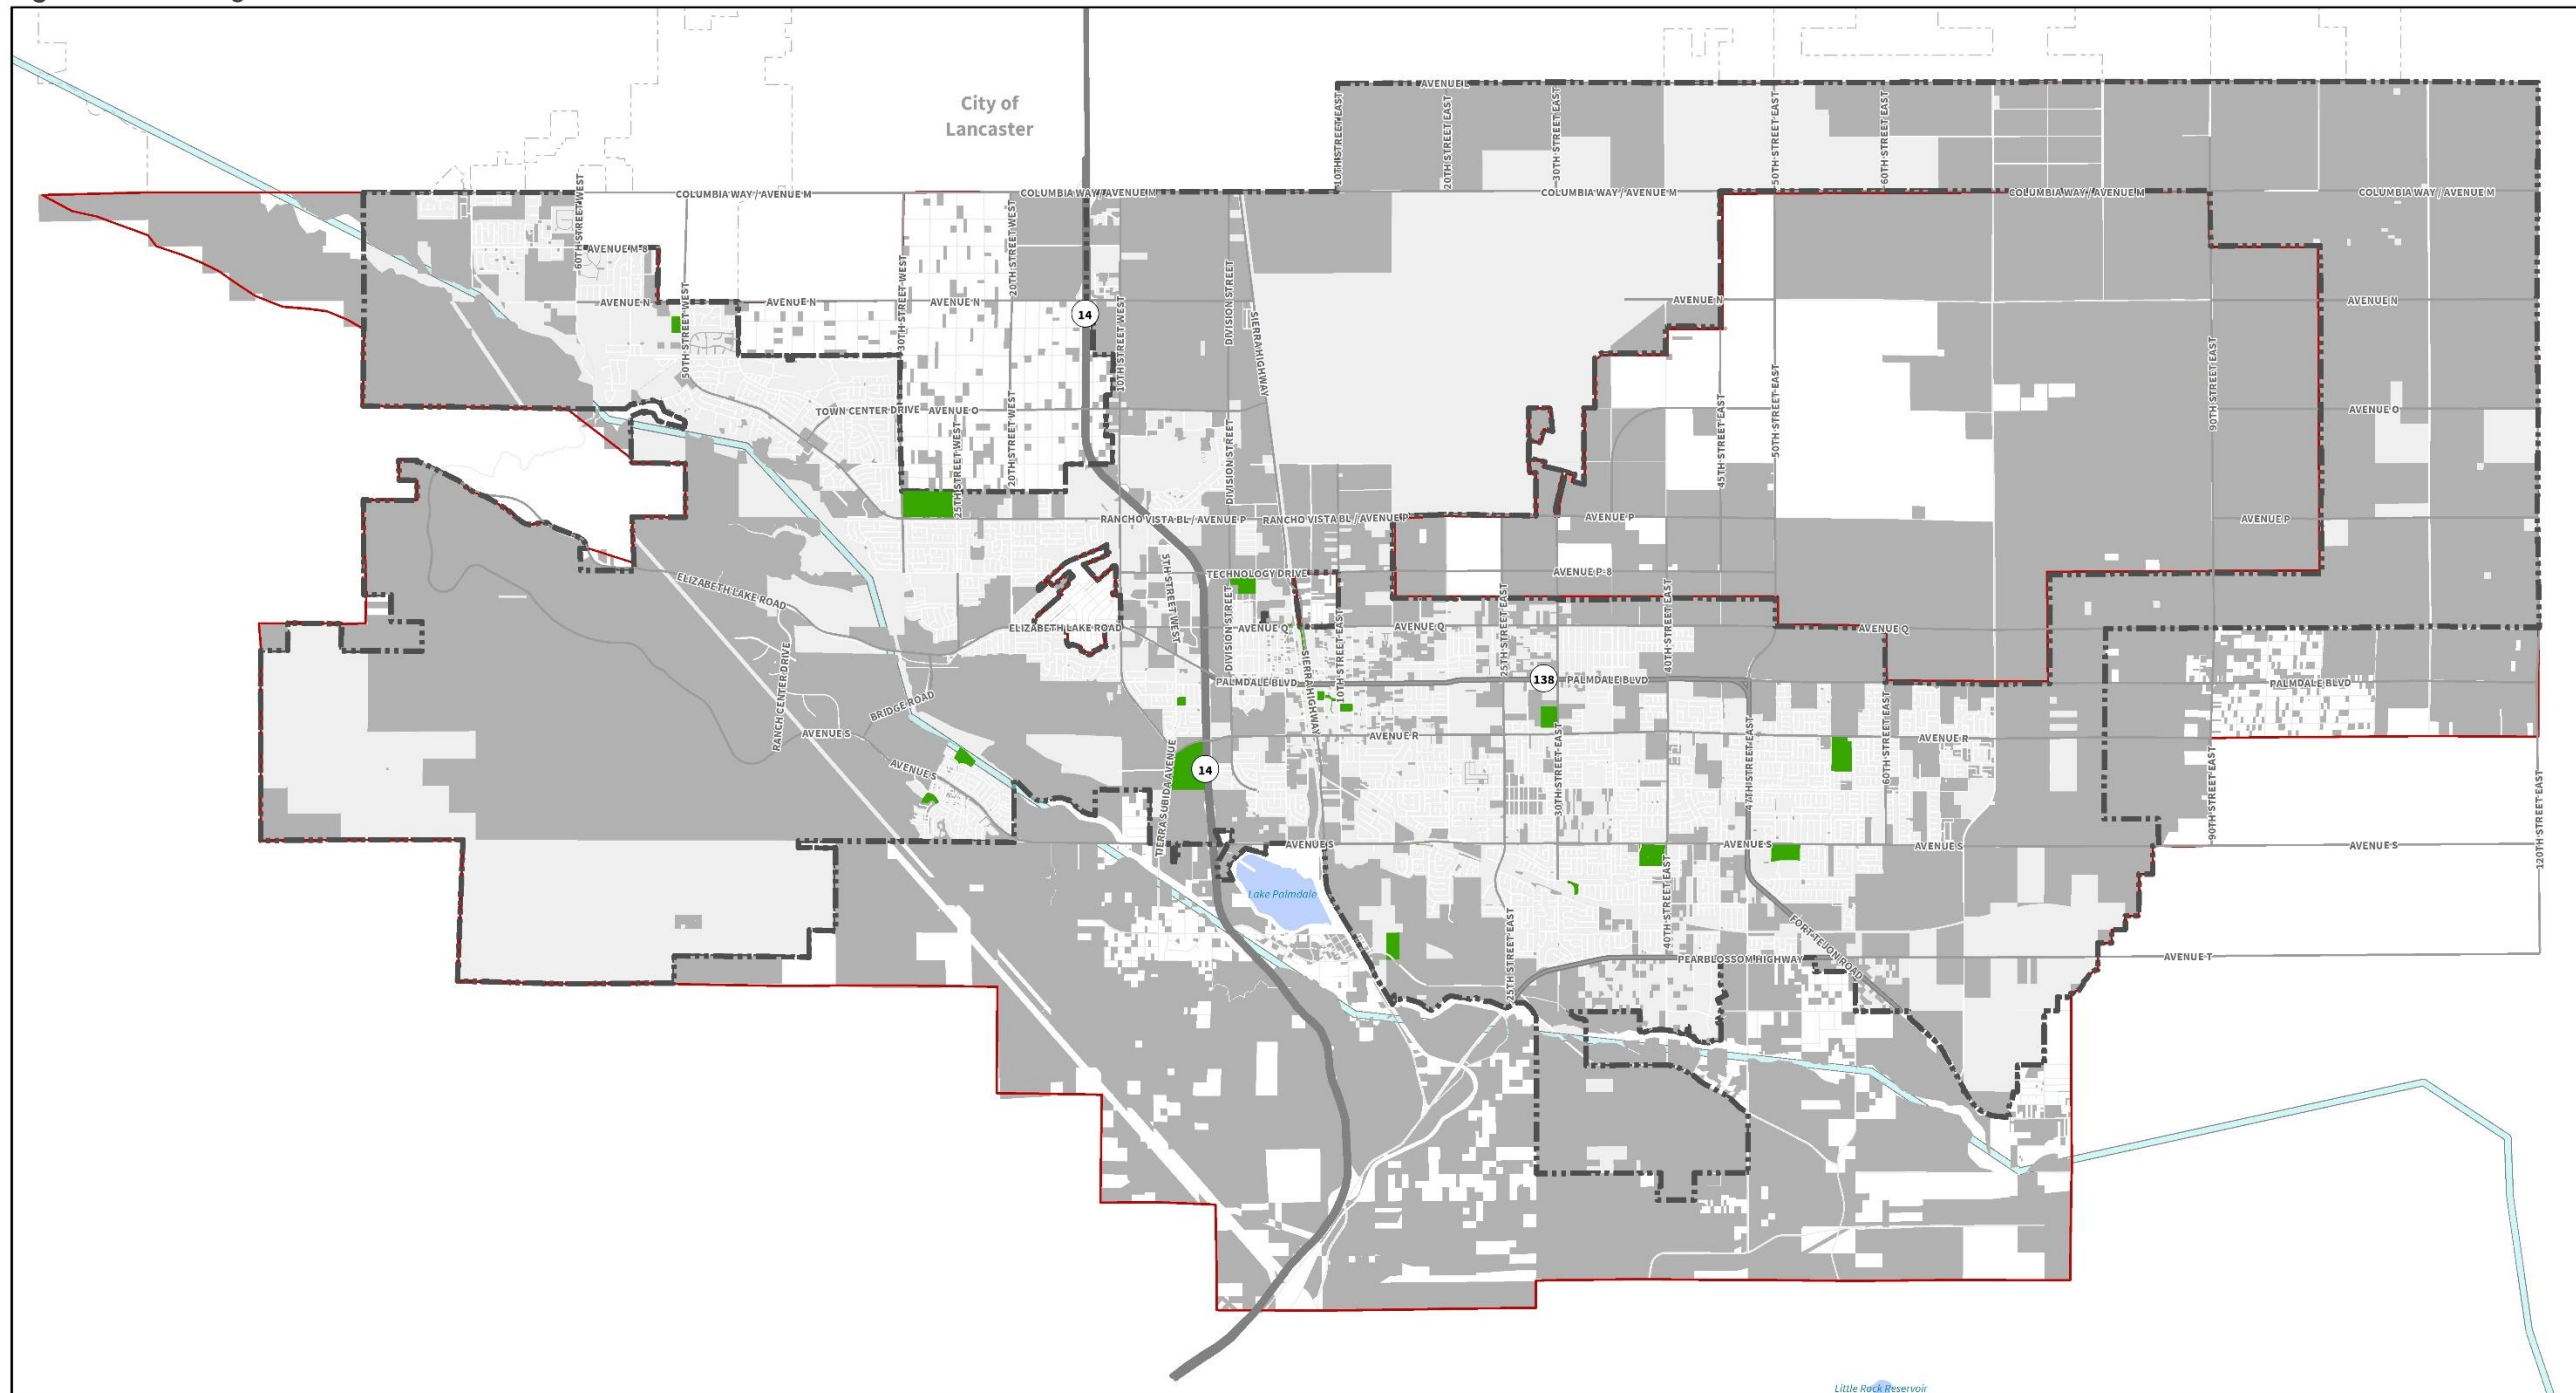 City of
Lancaster
AVENUE L
10TH STREET EAST
20TH STREET EAST
30TH STREET EAST
50TH STREET EAST
60TH STREET EAST
COLUMBIA WAY / AVENUE M
COLUMBIA WAY / AVENUE M
COLUMBIA WAY / AVENUE M
COLUMBIA WAY / AVENUE M
COLUMBIA WAY / AVENUE M
60TH STREET WEST
AVENUE M-8
20TH STREET WEST
30TH STREET WEST
50TH STREET WEST
AVENUE N
AVENUE N
AVENUE N
AVENUE N
AVENUE N
14
10TH STREET WEST
DIVISION STREET
SIERRA HIGHWAY
45TH STREET EAST
50TH STREET EAST
90TH STREET EAST
TOWN CENTER DRIVE
AVENUE O
AVENUE O
25TH STREET WEST
20TH STREET WEST
DIVISION STREET
RANCHO VISTA BL / AVENUE P
RANCHO VISTA BL / AVENUE P
AVENUE P
AVENUE P
5TH STREET WEST
TECHNOLOGY DRIVE
AVENUE P-8
ELIZABETH LAKE ROAD
ELIZABETH LAKE ROAD
DIVISION STREET
AVENUE Q
AVENUE Q
AVENUE Q
10TH STREET EAST
25TH STREET EAST
40TH STREET EAST
SIERRA HIGHWAY
PALMDALE BLVD
138
PALMDALE BLVD
PALMDALE BLVD
RANCH CENTER DRIVE
BRIDGE ROAD
AVENUE S
AVENUE S
TIERRA SUBIDA AVENUE
14
AVENUE R
AVENUE R
30TH STREET EAST
47TH STREET EAST
60TH STREET EAST
90TH STREET EAST
120TH STREET EAST
AVENUE S
AVENUE S
AVENUE S
AVENUE S
Lake Palmdale
25TH STREET EAST
40TH STREET EAST
FORT TEJON ROAD
PEARBLOSSOM HIGHWAY
AVENUE T
Little Rock Reservoir